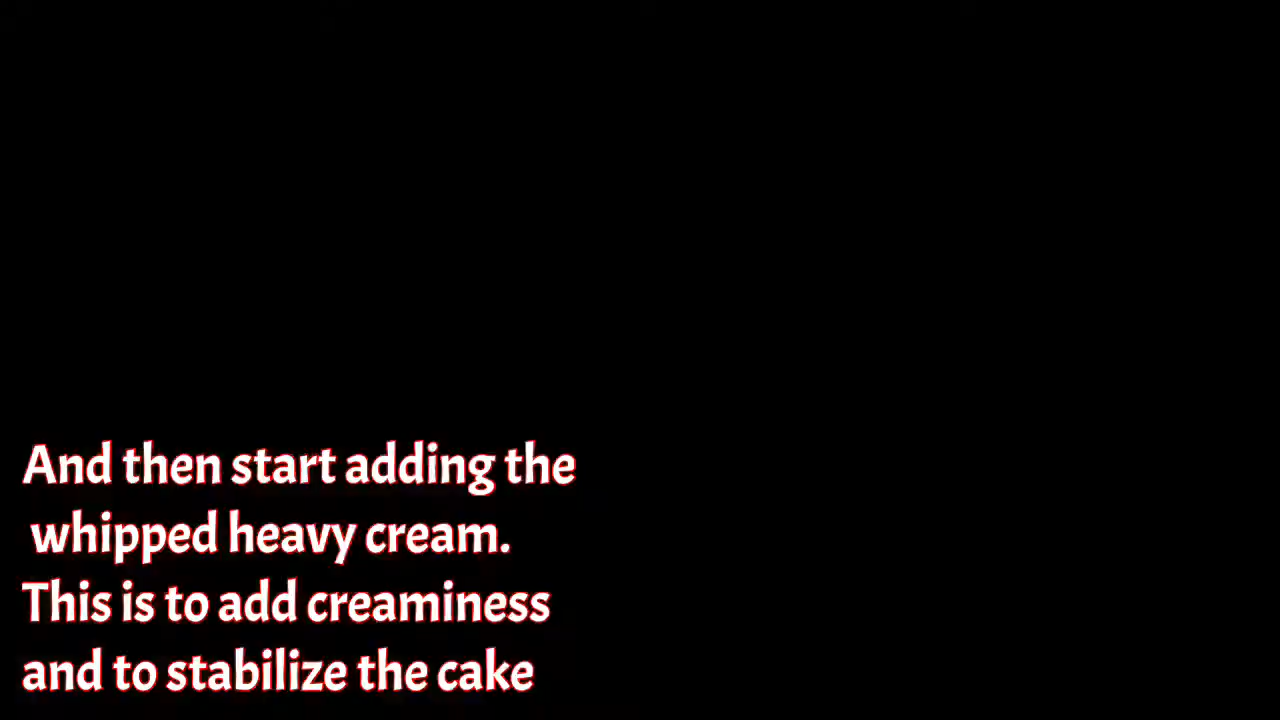 And then start adding the
whipped heavy cream.
This is to add creaminess
and to stabilize the cake